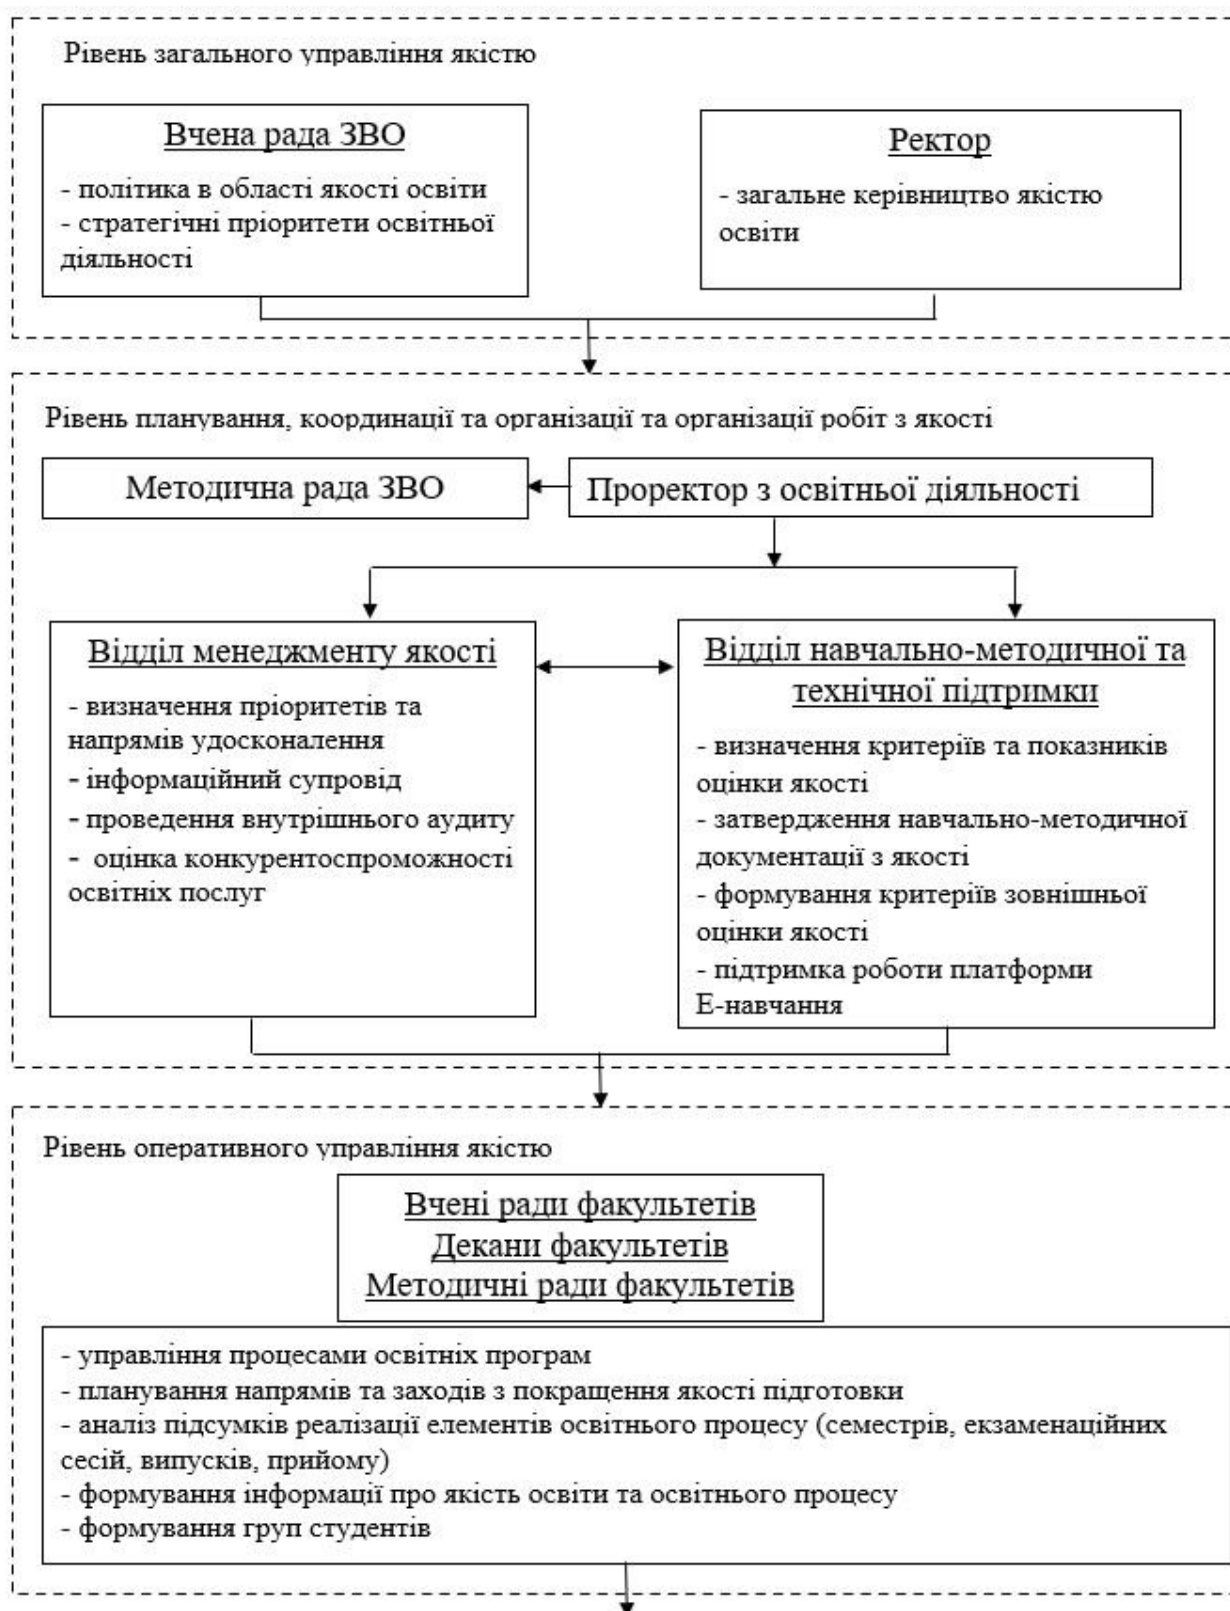 Рівень загального управління якістю
Вчена рада ЗВО
- політика в області якості освіти
- стратегічні пріоритети освітньої
діяльності
Ректор
- загальне керівництво якістю
освіти
Рівень планування, координації та організації та організації робіт з якості
Методична рада ЗВО
Проректор з освітньої діяльності
Відділ менеджменту якості
- визначення пріоритетів та
напрямів удосконалення
- інформаційний супровід
- проведення внутрішнього аудиту
- оцінка конкурентоспроможності
освітніх послуг
Відділ навчально-методичної та
технічної підтримки
- визначення критеріїв та показників
оцінки якості
- затвердження навчально-методичної
документації з якості
- формування критеріїв зовнішньої
оцінки якості
- підтримка роботи платформи
Е-навчання
Рівень оперативного управління якістю
Вчені ради факультетів
Декани факультетів
Методичні ради факультетів
- управління процесами освітніх програм
- планування напрямів та заходів з покращення якості підготовки
- аналіз підсумків реалізації елементів освітнього процесу (семестрів, екзаменаційних
сесій, випусків, прийому)
- формування інформації про якість освіти та освітнього процесу
- формування груп студентів